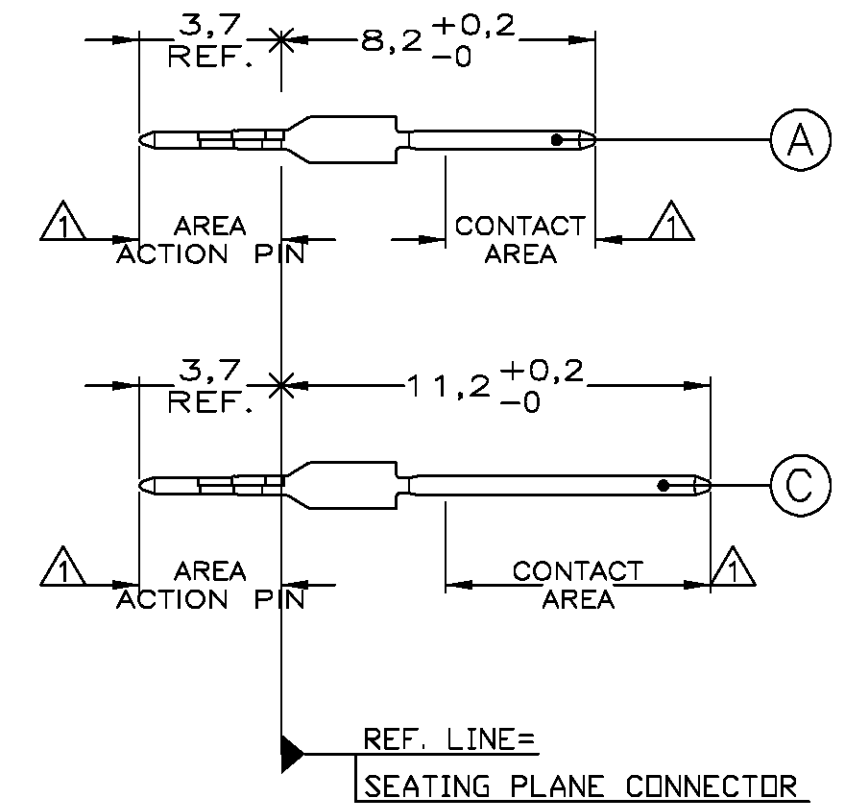 3,7
REF.
8,2 +0,2
-0
A
1
AREA
ACTION PIN
CONTACT
AREA
1
3,7
REF.
11,2 +0,2
-0
C
1
AREA
ACTION PIN
CONTACT
AREA
1
REF. LINE=
SEATING PLANE CONNECTOR